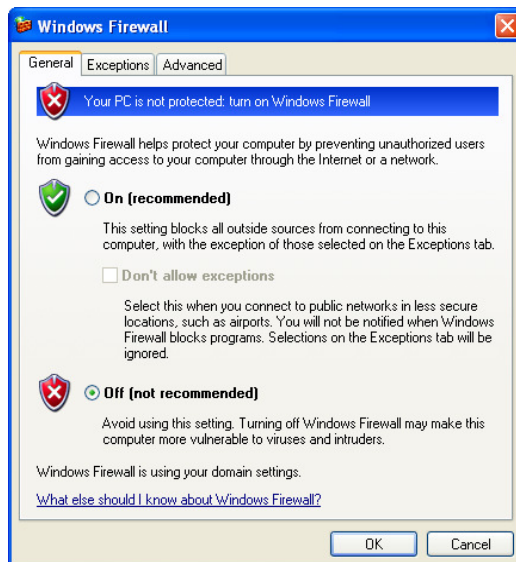 Windows Firewall
General Exceptions Advanced
Your PC is not protected: turn on Windows Firewall
Windows Firewall helps protect your computer by preventing unauthorized users
from gaining access to your computer through the Internet or a network.
On (recommended)
This setting blocks all outside sources from connecting to this
computer, with the exception of those selected on the Exceptions tab.
Don't allow exceptions
Select this when you connect to public networks in less secure
locations, such as airports. You will not be notified when Windows
Firewall blocks programs. Selections on the Exceptions tab will be
ignored.
Off (not recommended)
Avoid using this setting. Turning off Windows Firewall may make this
computer more vulnerable to viruses and intruders.
Windows Firewall is using your domain settings.
What else should I know about Windows Firewall?
OK Cancel